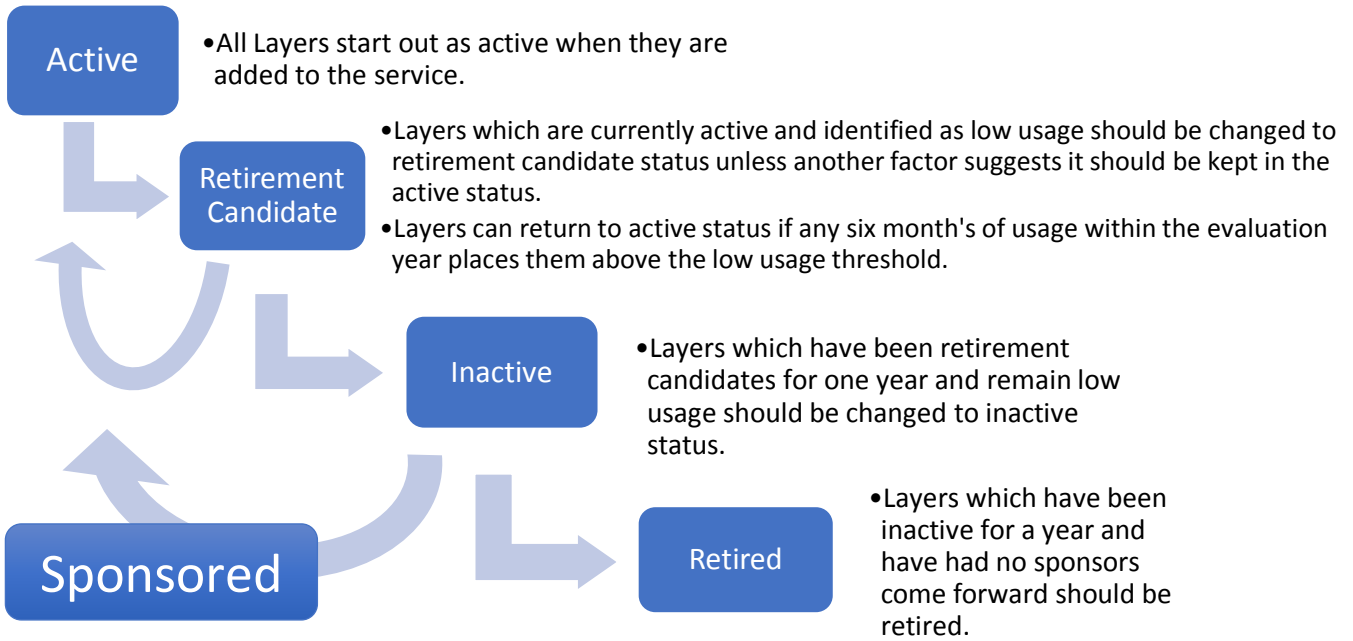 Active
•All Layers start out as active when they are
added to the service.
Retirement
Candidate
•Layers which are currently active and identified as low usage should be changed to
retirement candidate status unless another factor suggests it should be kept in the
active status.
•Layers can return to active status if any six month's of usage within the evaluation
year places them above the low usage threshold.
Inactive
•Layers which have been retirement
candidates for one year and remain low
usage should be changed to inactive
status.
Sponsored
Retired
•Layers which have been
inactive for a year and
have had no sponsors
come forward should be
retired.